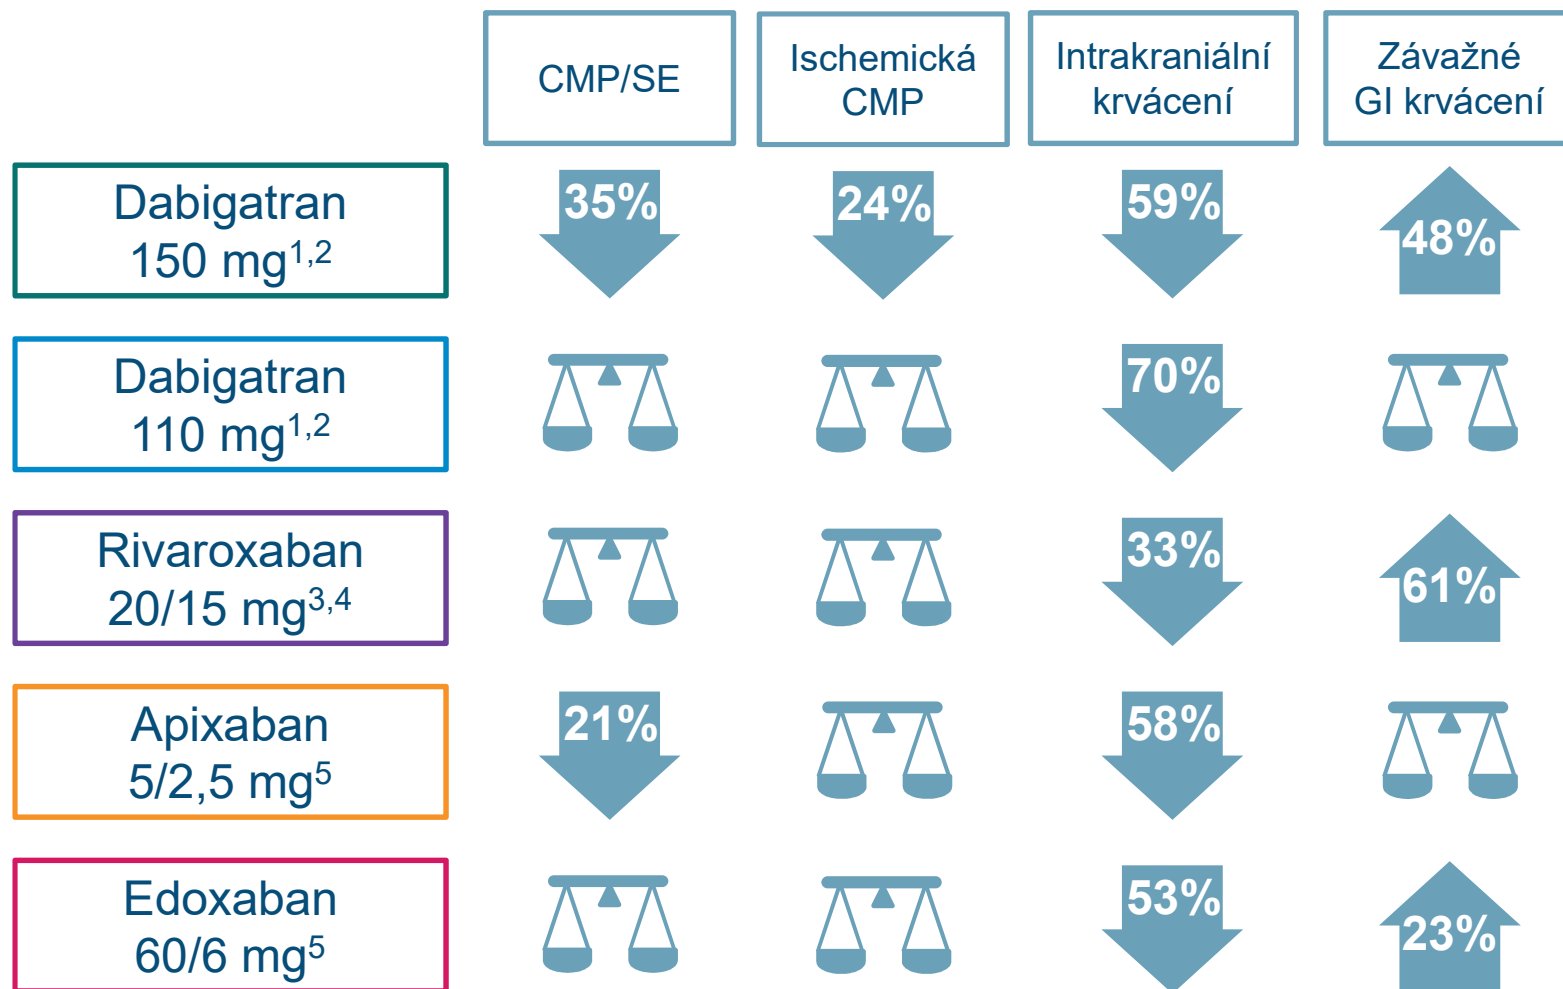 CMP/SE
Ischemická
CMP
Intrakraniální
krvácení
Závažné
GI krvácení
Dabigatran
150 mg1,2
35%
24%
59%
48%
Dabigatran
110 mg1,2
70%
Rivaroxaban
20/15 mg3,4
33%
61%
Apixaban
5/2,5 mg5
21%
58%
Edoxaban
60/6 mg5
53%
23%